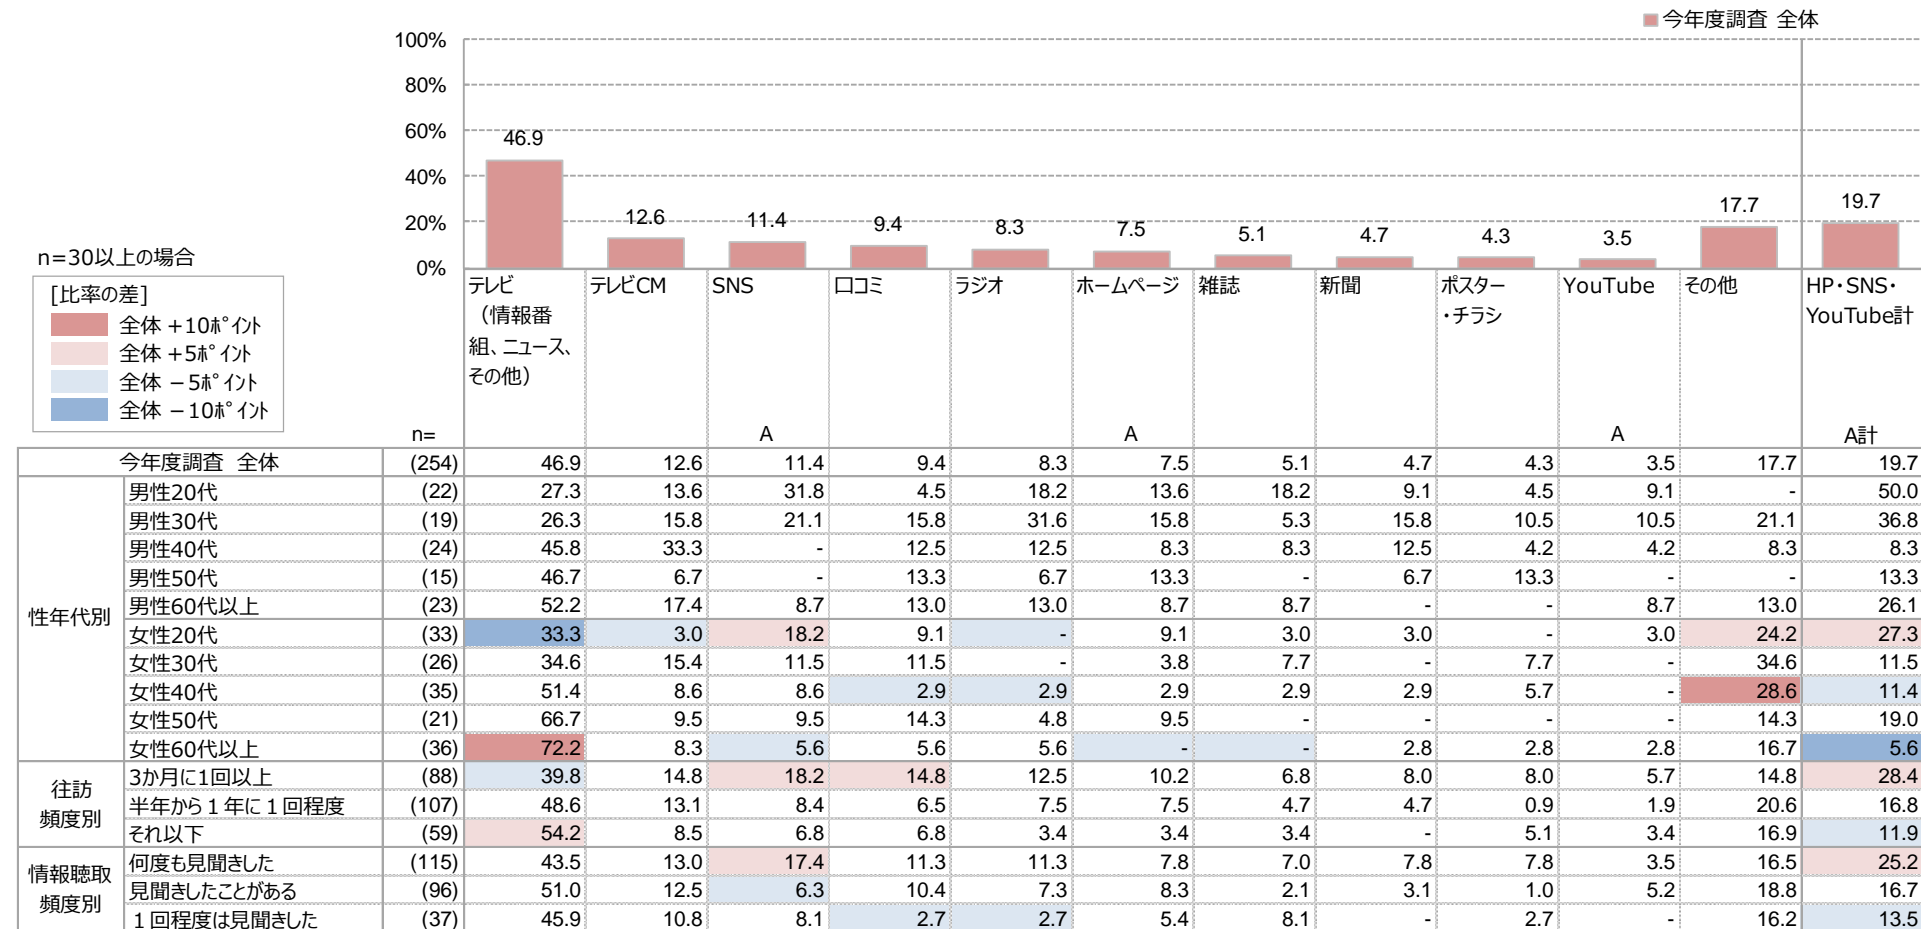 今年度調査 全体
100%
80%
60%
40%
20%
0%
46.9 12.6 11.4 9.4 8.3 7.5 5.1 4.7 4.3 3.5 17.7 19.7
n=30以上の場合
[比率の差]
全体 +10ﾎﾟｲﾝﾄ
全体 +5ﾎﾟｲﾝﾄ
全体 −5ﾎﾟｲﾝﾄ
全体 −10ﾎﾟｲﾝﾄ
テレビ
（情報番
組、ニュース、
その他）
テレビCM
SNS
口コミ
ラジオ
ホームページ
雑誌
新聞
ポスター
・チラシ
YouTube
その他
HP・SNS・
YouTube計
n= A A A A計
今年度調査 全体 (254) 46.9 12.6 11.4 9.4 8.3 7.5 5.1 4.7 4.3 3.5 17.7 19.7
性年代別
男性20代 (22) 27.3 13.6 31.8 4.5 18.2 13.6 18.2 9.1 4.5 9.1 - 50.0
男性30代 (19) 26.3 15.8 21.1 15.8 31.6 15.8 5.3 15.8 10.5 10.5 21.1 36.8
男性40代 (24) 45.8 33.3 - 12.5 12.5 8.3 8.3 12.5 4.2 4.2 8.3 8.3
男性50代 (15) 46.7 6.7 - 13.3 6.7 13.3 - 6.7 13.3 - - 13.3
男性60代以上 (23) 52.2 17.4 8.7 13.0 13.0 8.7 8.7 - - 8.7 13.0 26.1
女性20代 (33) 33.3 3.0 18.2 9.1 - 9.1 3.0 3.0 - 3.0 24.2 27.3
女性30代 (26) 34.6 15.4 11.5 11.5 - 3.8 7.7 - 7.7 - 34.6 11.5
女性40代 (35) 51.4 8.6 8.6 2.9 2.9 2.9 2.9 2.9 5.7 - 28.6 11.4
女性50代 (21) 66.7 9.5 9.5 14.3 4.8 9.5 - - - - 14.3 19.0
女性60代以上 (36) 72.2 8.3 5.6 5.6 5.6 - - 2.8 2.8 2.8 16.7 5.6
往訪
頻度別
3か月に1回以上 (88) 39.8 14.8 18.2 14.8 12.5 10.2 6.8 8.0 8.0 5.7 14.8 28.4
半年から１年に１回程度 (107) 48.6 13.1 8.4 6.5 7.5 7.5 4.7 4.7 0.9 1.9 20.6 16.8
それ以下 (59) 54.2 8.5 6.8 6.8 3.4 3.4 3.4 - 5.1 3.4 16.9 11.9
情報聴取
頻度別
何度も見聞きした (115) 43.5 13.0 17.4 11.3 11.3 7.8 7.0 7.8 7.8 3.5 16.5 25.2
見聞きしたことがある (96) 51.0 12.5 6.3 10.4 7.3 8.3 2.1 3.1 1.0 5.2 18.8 16.7
１回程度は見聞きした (37) 45.9 10.8 8.1 2.7 2.7 5.4 8.1 - 2.7 - 16.2 13.5